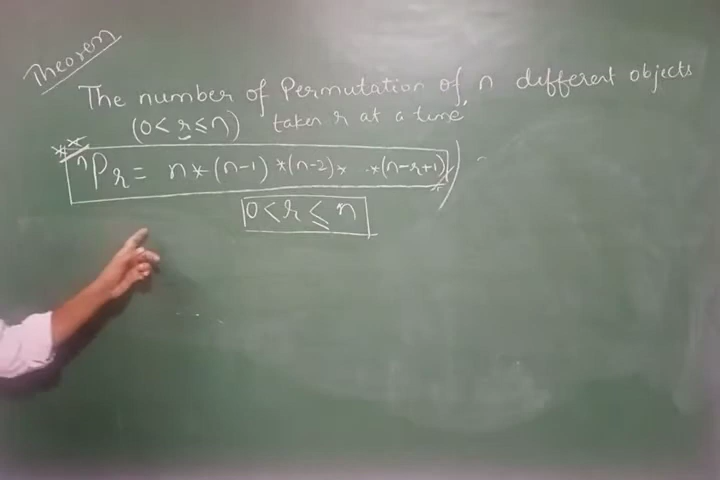 Theorem
The number of Permutation of n different objects
(0 < r ≤ n) taken r at a time,
** ⁿPr = n * (n-1) * (n-2) * .. * (n-r+1)
0 < r ≤ n